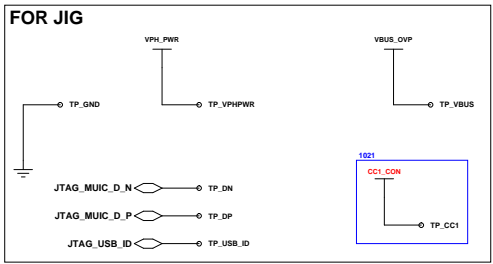 FOR JIG
VPH_PWR
VBUS_OVP
TP_GND
TP_VPHPWR
TP_VBUS
1021
CC1_CON
JTAG_MUIC_D_N
TP_DN
JTAG_MUIC_D_P
TP_DP
TP_CC1
JTAG_USB_ID
TP_USB_ID